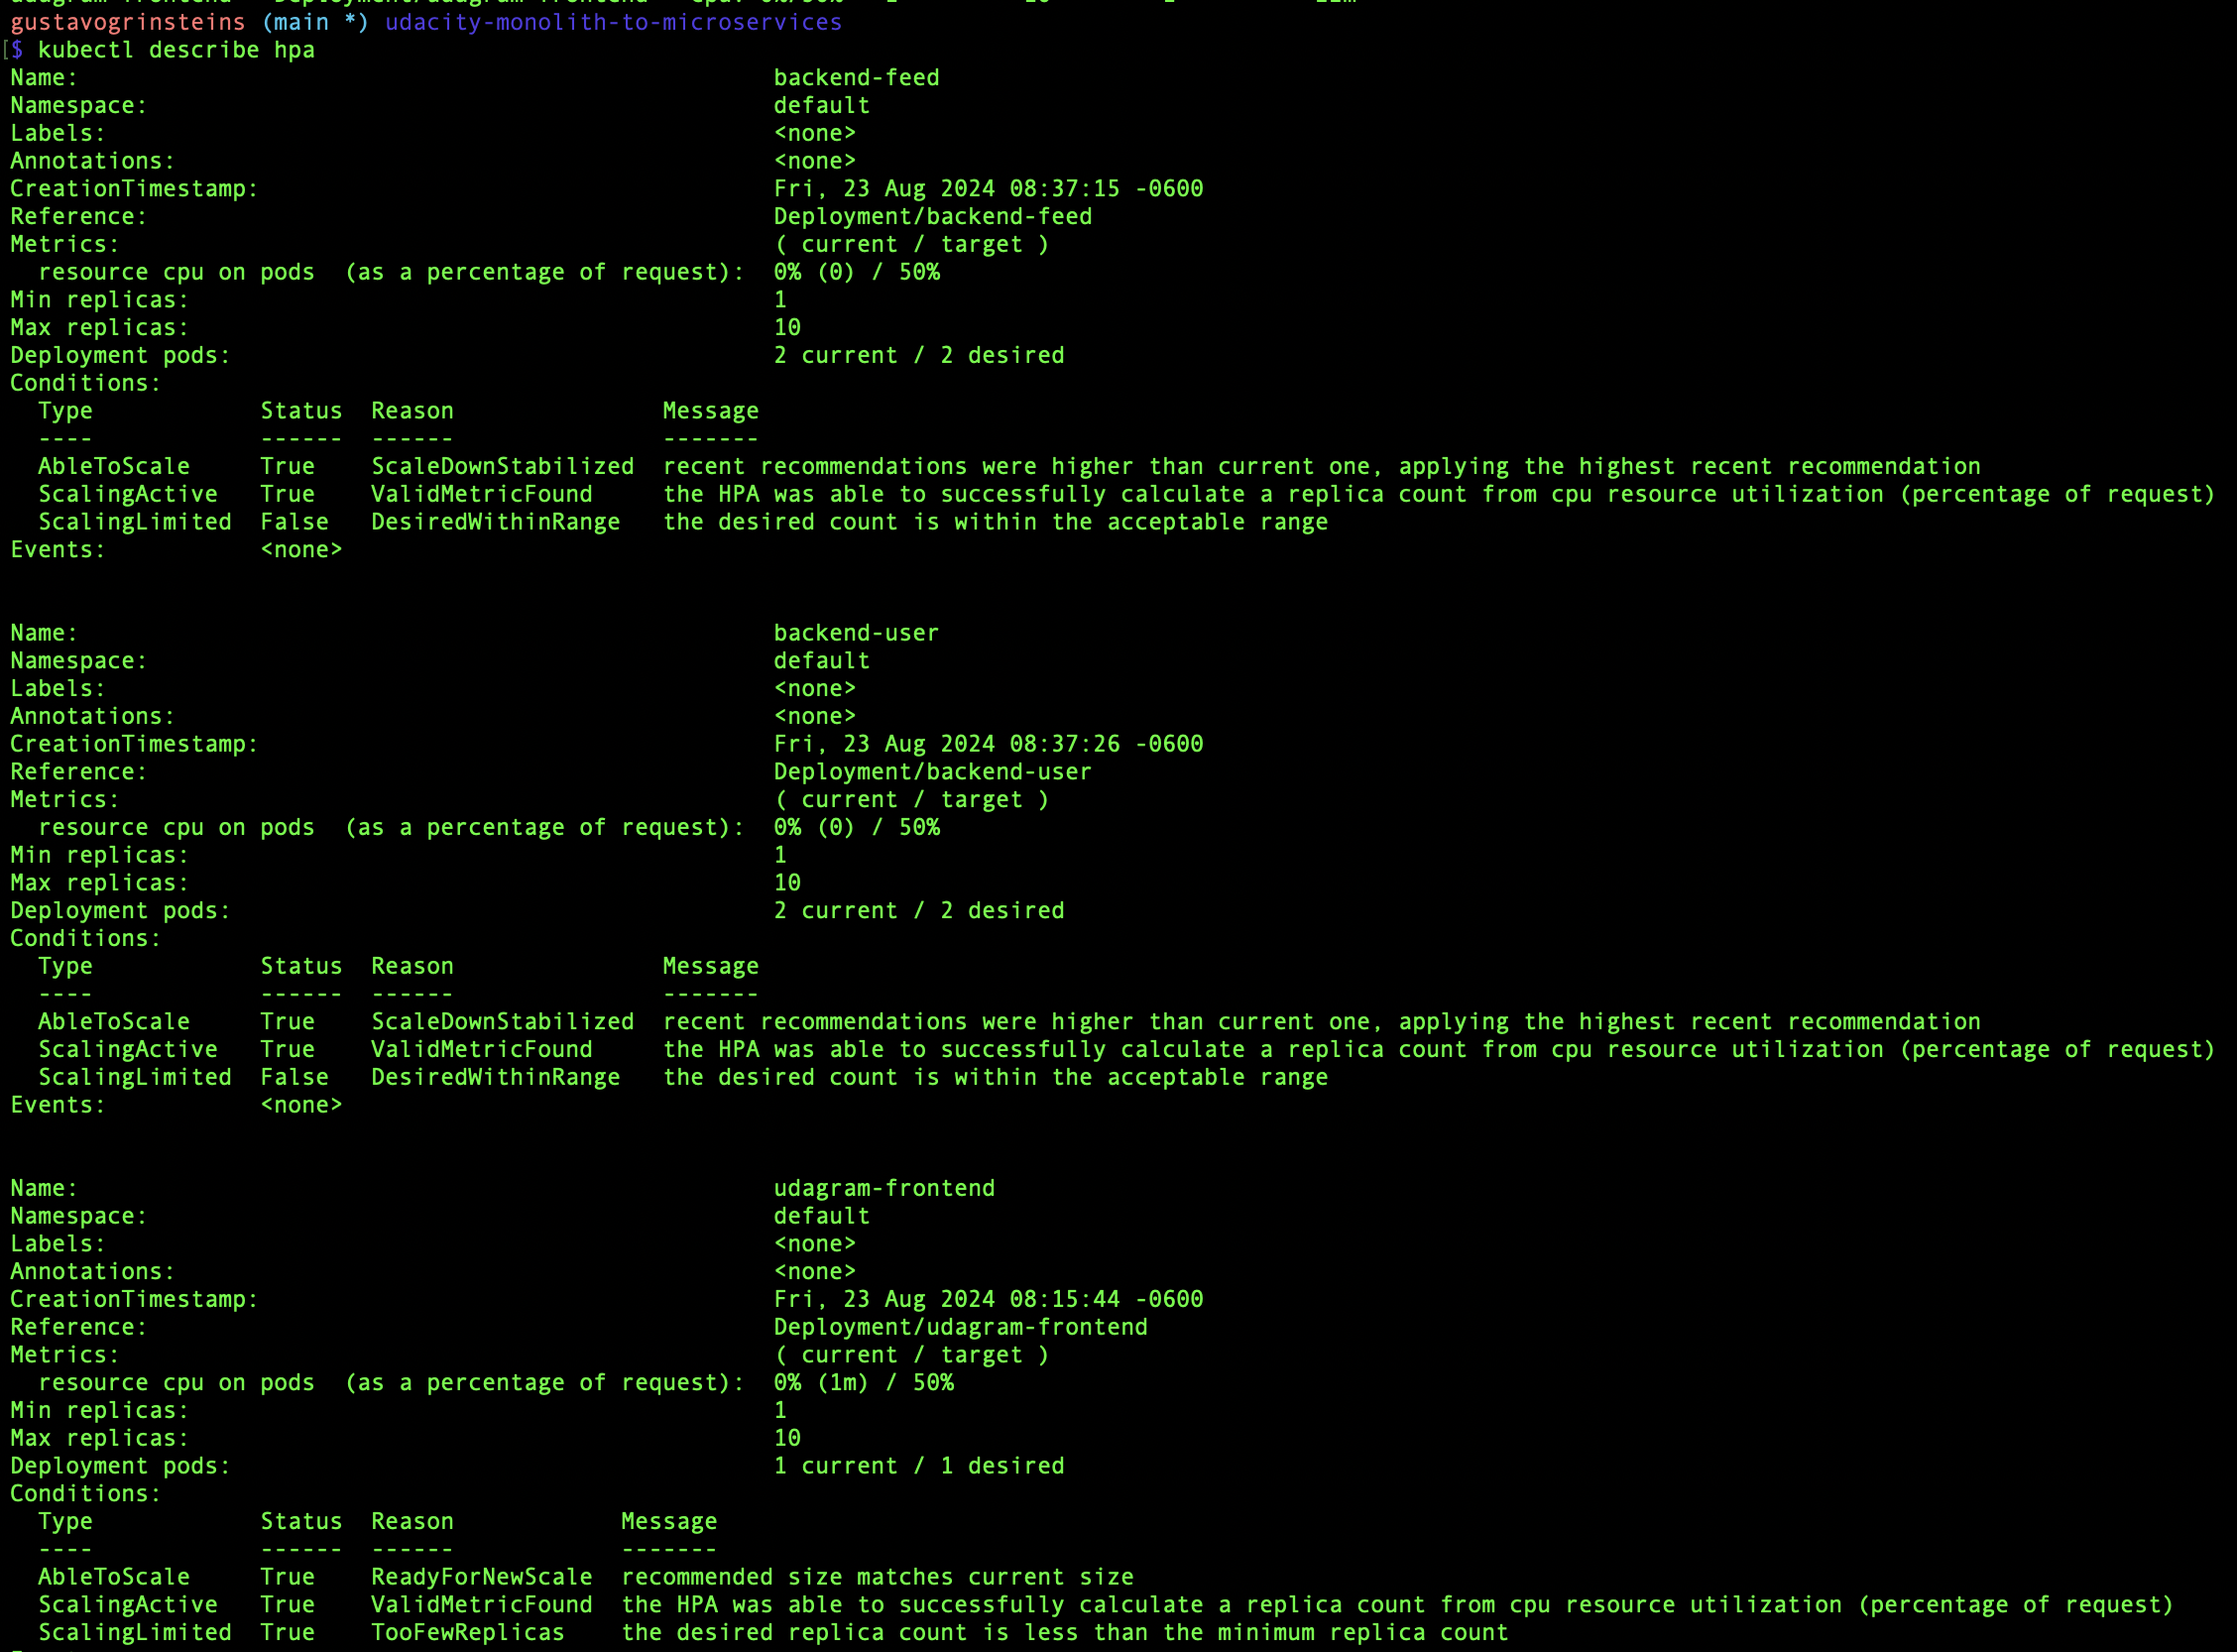 gustavogrinsteins (main *) udacity-monolith-to-microservices
[$ kubectl describe hpa
Name: backend-feed
Namespace: default
Labels: <none>
Annotations: <none>
CreationTimestamp: Fri, 23 Aug 2024 08:37:15 -0600
Reference: Deployment/backend-feed
Metrics: ( current / target )
  resource cpu on pods  (as a percentage of request):  0% (0) / 50%
Min replicas: 1
Max replicas: 10
Deployment pods: 2 current / 2 desired
Conditions:
  Type            Status  Reason               Message
  ----            ------  ------               -------
  AbleToScale     True    ScaleDownStabilized  recent recommendations were higher than current one, applying the highest recent recommendation
  ScalingActive   True    ValidMetricFound     the HPA was able to successfully calculate a replica count from cpu resource utilization (percentage of request)
  ScalingLimited  False   DesiredWithinRange   the desired count is within the acceptable range
Events:           <none>
Name: backend-user
Namespace: default
Labels: <none>
Annotations: <none>
CreationTimestamp: Fri, 23 Aug 2024 08:37:26 -0600
Reference: Deployment/backend-user
Metrics: ( current / target )
  resource cpu on pods  (as a percentage of request):  0% (0) / 50%
Min replicas: 1
Max replicas: 10
Deployment pods: 2 current / 2 desired
Conditions:
  Type            Status  Reason               Message
  ----            ------  ------               -------
  AbleToScale     True    ScaleDownStabilized  recent recommendations were higher than current one, applying the highest recent recommendation
  ScalingActive   True    ValidMetricFound     the HPA was able to successfully calculate a replica count from cpu resource utilization (percentage of request)
  ScalingLimited  False   DesiredWithinRange   the desired count is within the acceptable range
Events:           <none>
Name: udagram-frontend
Namespace: default
Labels: <none>
Annotations: <none>
CreationTimestamp: Fri, 23 Aug 2024 08:15:44 -0600
Reference: Deployment/udagram-frontend
Metrics: ( current / target )
  resource cpu on pods  (as a percentage of request):  0% (1m) / 50%
Min replicas: 1
Max replicas: 10
Deployment pods: 1 current / 1 desired
Conditions:
  Type            Status  Reason            Message
  ----            ------  ------            -------
  AbleToScale     True    ReadyForNewScale  recommended size matches current size
  ScalingActive   True    ValidMetricFound  the HPA was able to successfully calculate a replica count from cpu resource utilization (percentage of request)
  ScalingLimited  True    TooFewReplicas    the desired replica count is less than the minimum replica count